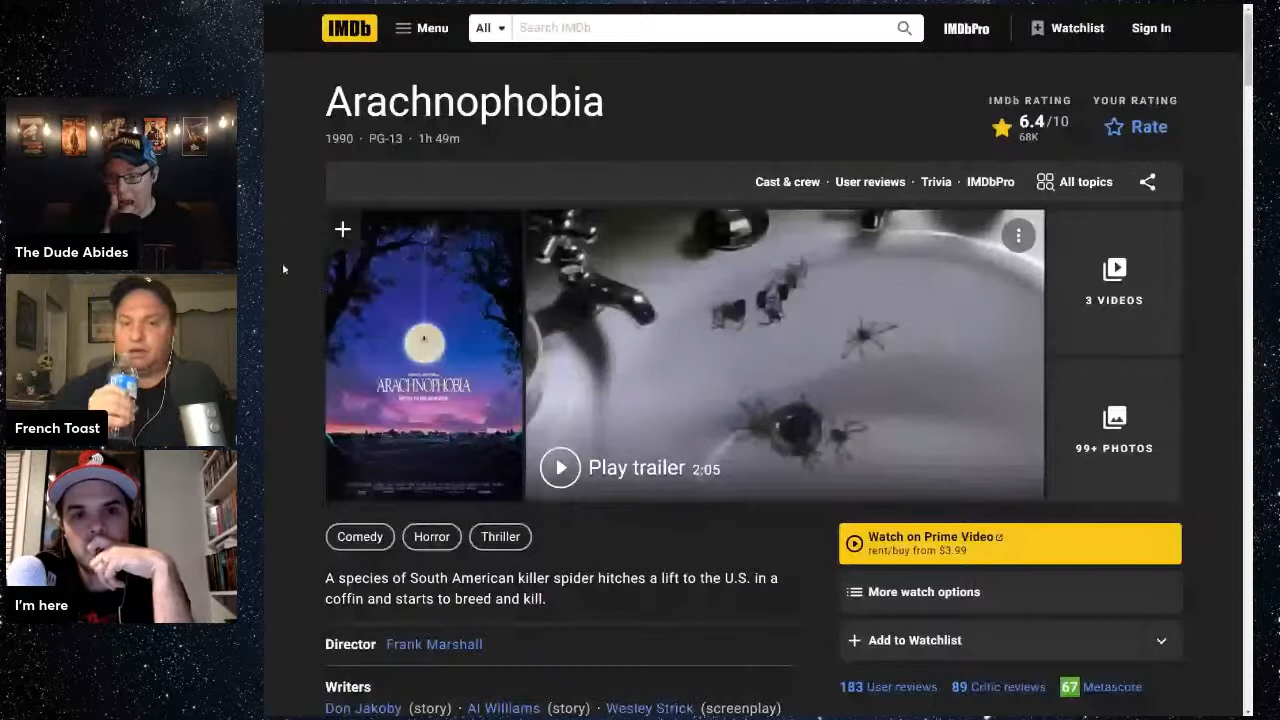 IMDb
Menu
All
Search IMDb
IMDbPro
Watchlist
Sign In
Arachnophobia
1990 · PG-13 · 1h 49m
IMDb RATING
6.4/10
68K
YOUR RATING
Rate
Cast & crew · User reviews · Trivia · IMDbPro
All topics
ARACHNOPHOBIA
Play trailer 2:05
3 VIDEOS
99+ PHOTOS
The Dude Abides
French Toast
I'm here
Comedy
Horror
Thriller
A species of South American killer spider hitches a lift to the U.S. in a
coffin and starts to breed and kill.
Director Frank Marshall
Writers
Don Jakoby (story) · Al Williams (story) · Wesley Strick (screenplay)
Watch on Prime Video
rent/buy from $3.99
More watch options
Add to Watchlist
183 User reviews 89 Critic reviews 67 Metascore